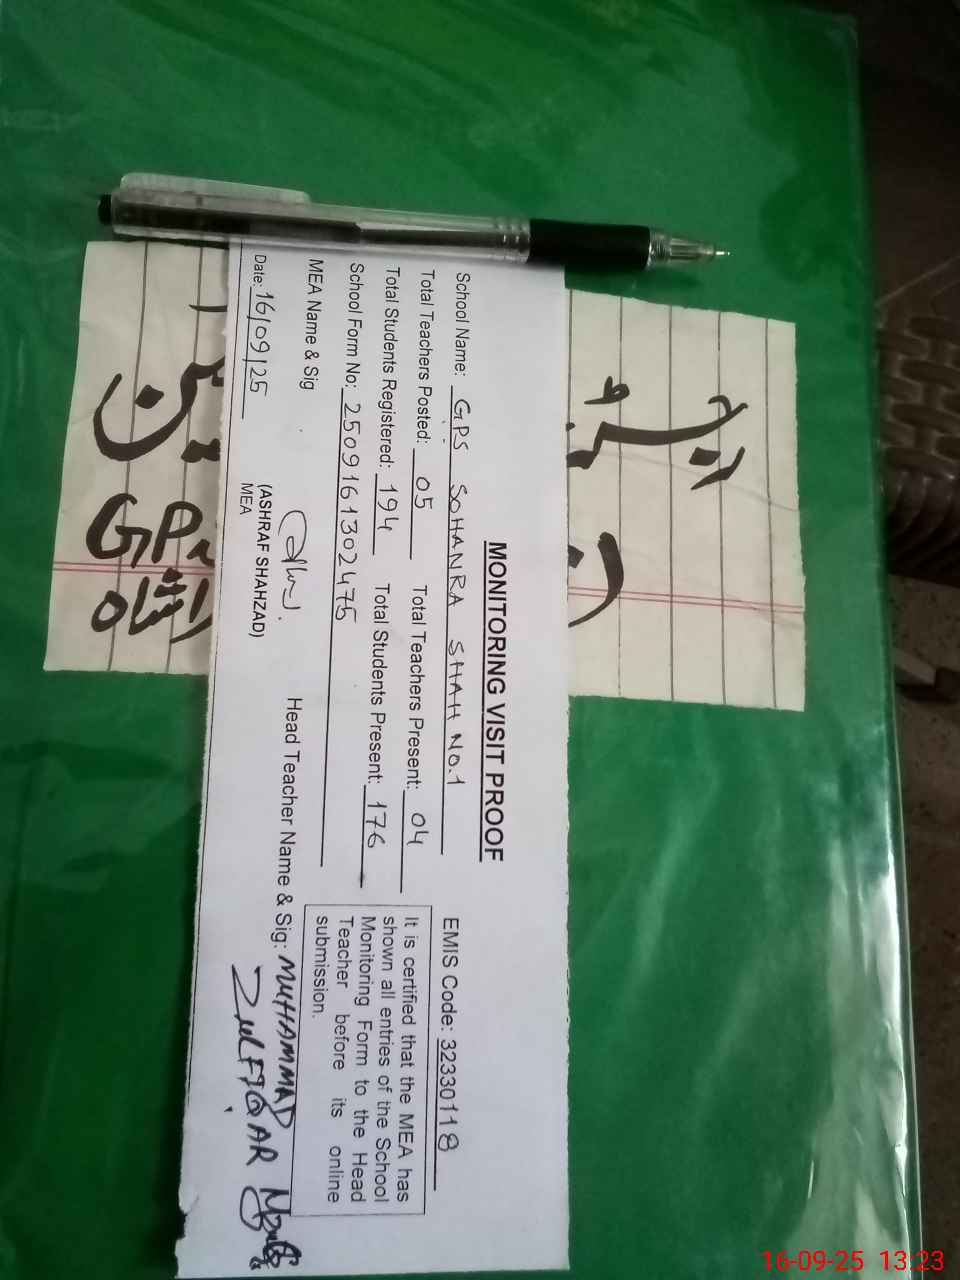 MONITORING VISIT PROOF
School Name: GPS SOHANRA SHAH No.1
EMIS Code: 32330118
Total Teachers Posted: 05 Total Teachers Present: 04
Total Students Registered: 194 Total Students Present: 176
School Form No: 2509161302475
It is certified that the MEA has
shown all entries of the School
Monitoring Form to the Head
Teacher before its online
submission.
MEA Name & Sig
(ASHRAF SHAHZAD)
MEA
Head Teacher Name & Sig: MUHAMMAD
ZULFIQAR
Date: 16/09/25
16-09-25 13:23